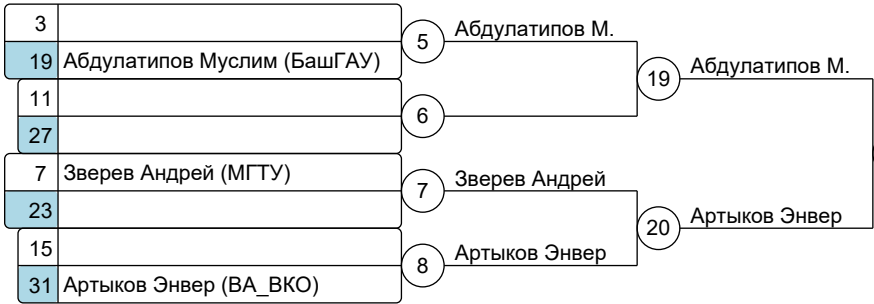 3
19 Абдулатипов Муслим (БашГАУ)
11
27
7 Зверев Андрей (МГТУ)
23
15
31 Артыков Энвер (ВА_ВКО)
5 Абдулатипов М.
6
7 Зверев Андрей
8 Артыков Энвер
19 Абдулатипов М.
20 Артыков Энвер